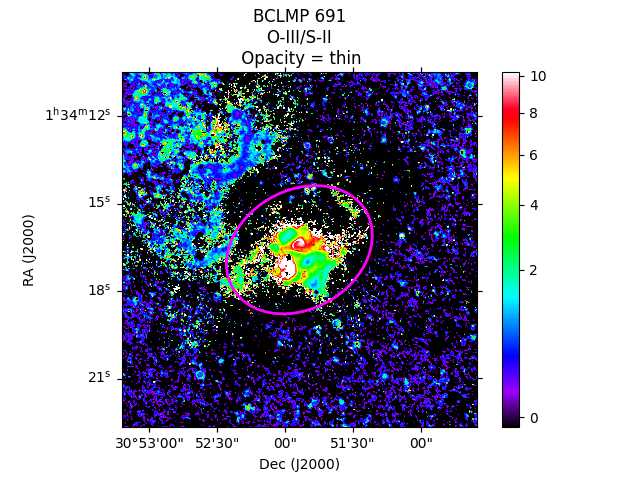 BCLMP 691
O-III/S-II
Opacity = thin
1ʰ34ᵐ12ˢ
15ˢ
18ˢ
21ˢ
RA (J2000)
30°53'00"
52'30"
00"
51'30"
00"
Dec (J2000)
10
8
6
4
2
0